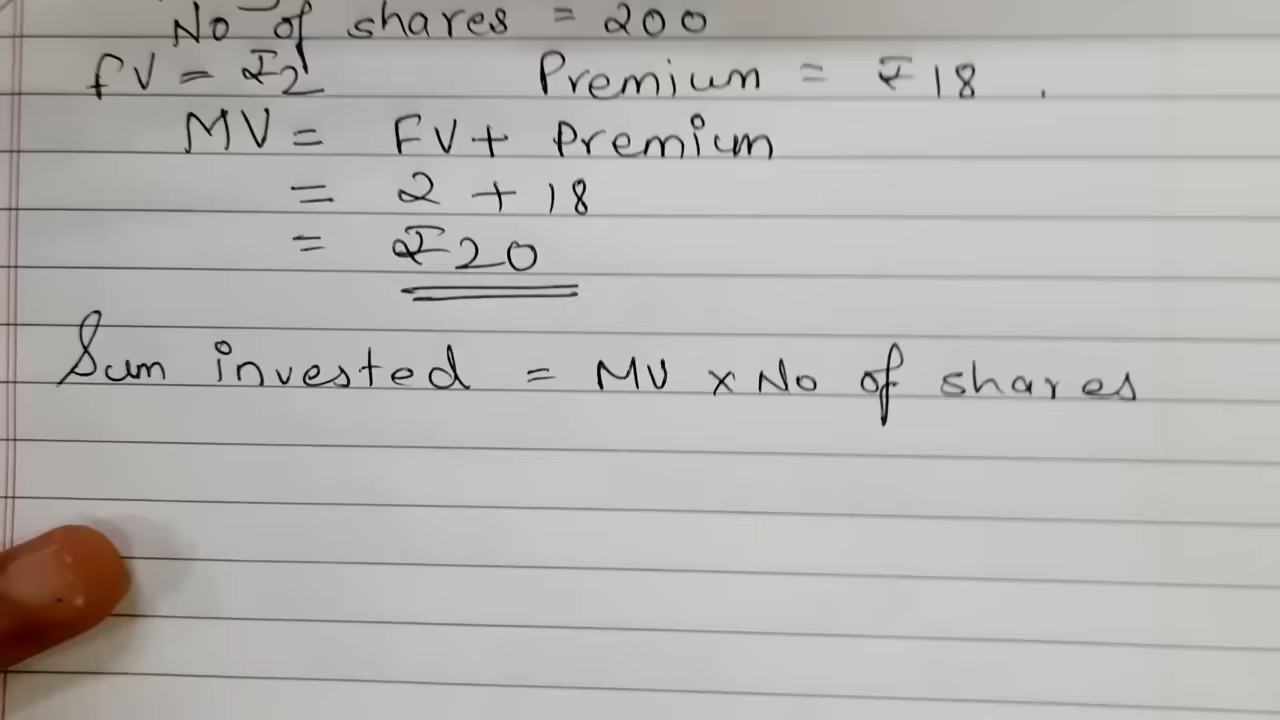 No of shares = 200
FV = ₹2 Premium = ₹18.
MV = FV + Premium
= 2 + 18
= ₹20
Sum invested = MV x No of shares